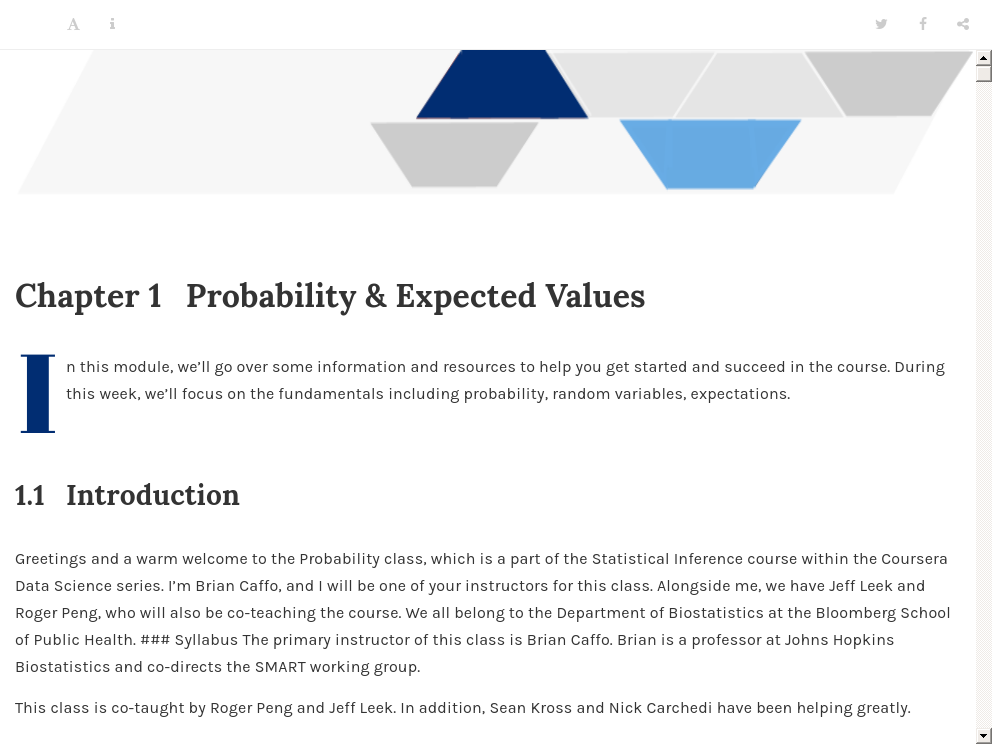 Chapter 1 Probability & Expected Values
In this module, we’ll go over some information and resources to help you get started and succeed in the course. During
this week, we’ll focus on the fundamentals including probability, random variables, expectations.
1.1 Introduction
Greetings and a warm welcome to the Probability class, which is a part of the Statistical Inference course within the Coursera
Data Science series. I’m Brian Caffo, and I will be one of your instructors for this class. Alongside me, we have Jeff Leek and
Roger Peng, who will also be co-teaching the course. We all belong to the Department of Biostatistics at the Bloomberg School
of Public Health. ### Syllabus The primary instructor of this class is Brian Caffo. Brian is a professor at Johns Hopkins
Biostatistics and co-directs the SMART working group.
This class is co-taught by Roger Peng and Jeff Leek. In addition, Sean Kross and Nick Carchedi have been helping greatly.